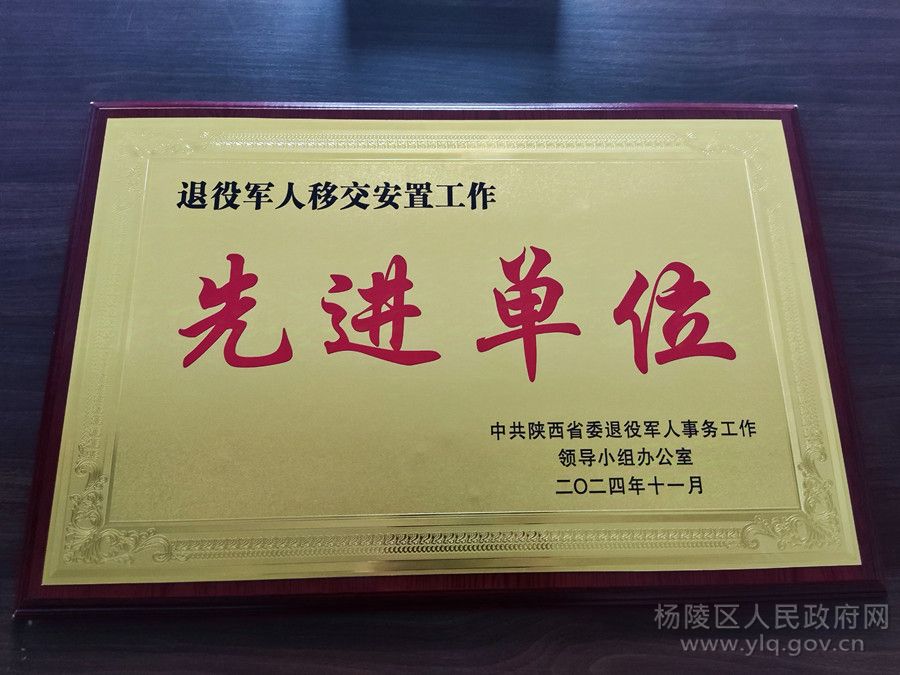 退役军人移交安置工作
先进单位
中共陕西省委退役军人事务工作
领导小组办公室
二〇二四年十一月
杨陵区人民政府网
www.ylq.gov.cn